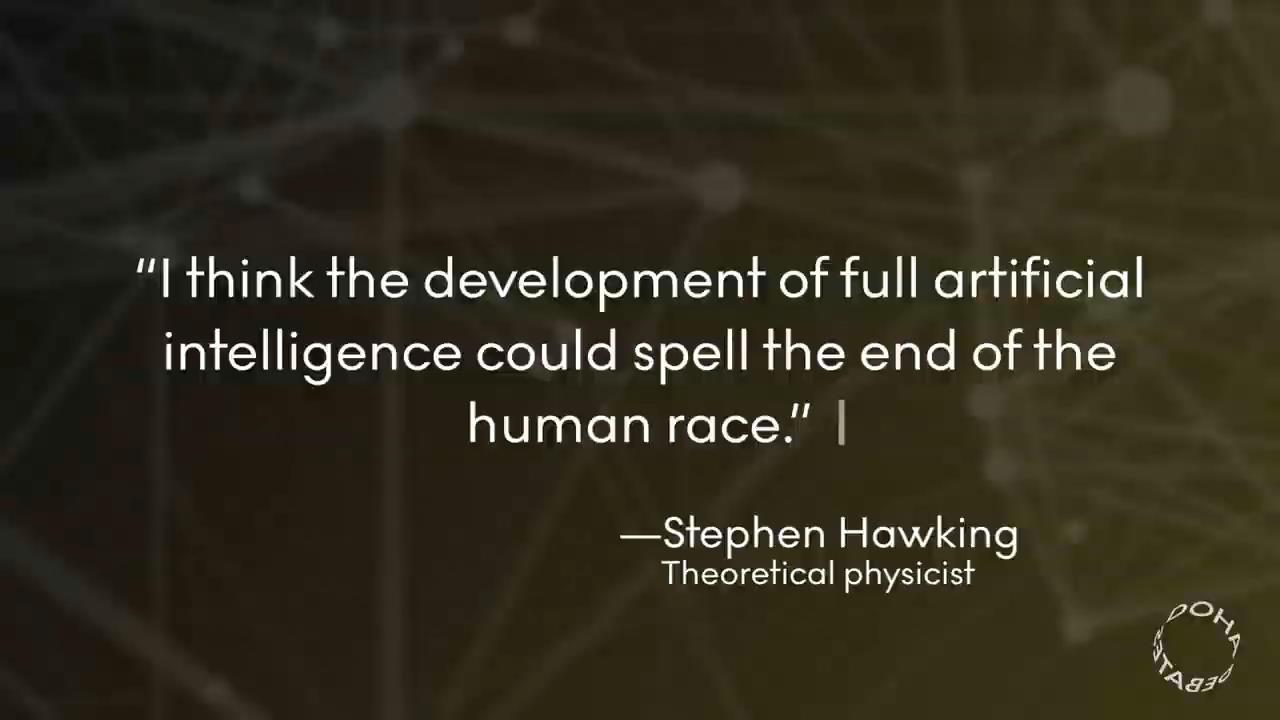 “I think the development of full artificial
intelligence could spell the end of the
human race.”
—Stephen Hawking
Theoretical physicist
DOHA DEBATES